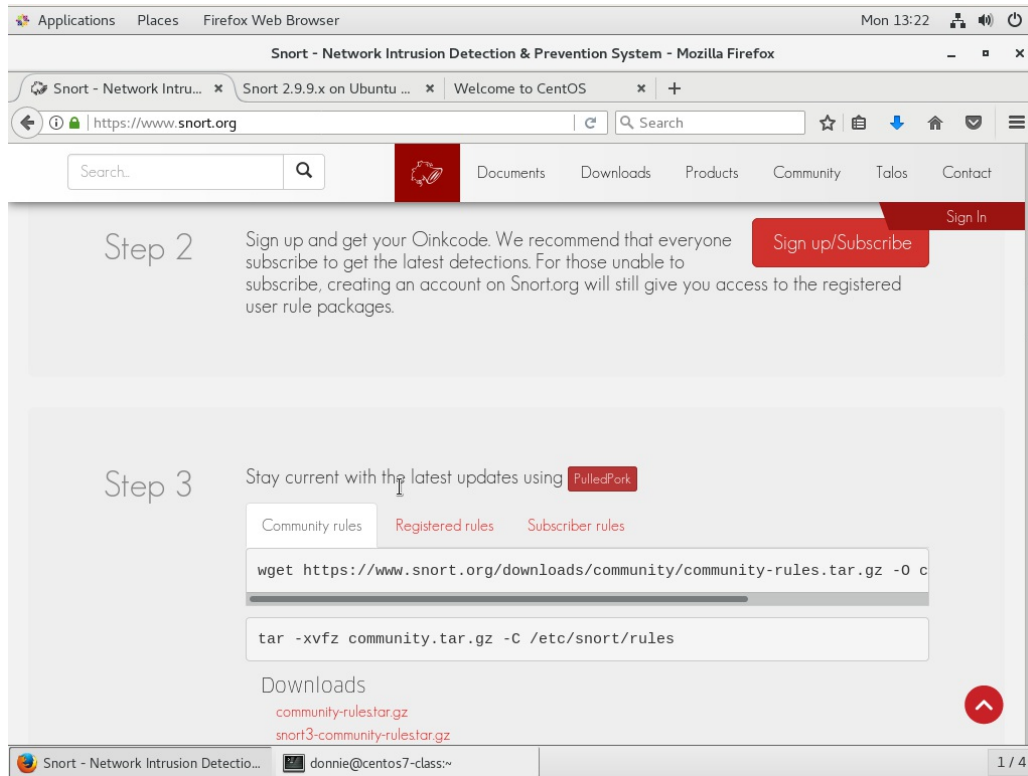 Applications Places Firefox Web Browser Mon 13:22
Snort - Network Intrusion Detection & Prevention System - Mozilla Firefox
Snort - Network Intru... Snort 2.9.9.x on Ubuntu ... Welcome to CentOS
https://www.snort.org Search
Search... Documents Downloads Products Community Talos Contact
Sign In
Step 2
Sign up and get your Oinkcode. We recommend that everyone
subscribe to get the latest detections. For those unable to
subscribe, creating an account on Snort.org will still give you access to the registered
user rule packages.
Sign up/Subscribe
Step 3
Stay current with the latest updates using PulledPork
Community rules Registered rules Subscriber rules
wget https://www.snort.org/downloads/community/community-rules.tar.gz -O c
tar -xvfz community.tar.gz -C /etc/snort/rules
Downloads
community-rules.tar.gz
snort3-community-rules.tar.gz
Snort - Network Intrusion Detectio... donnie@centos7-class:~ 1 / 4